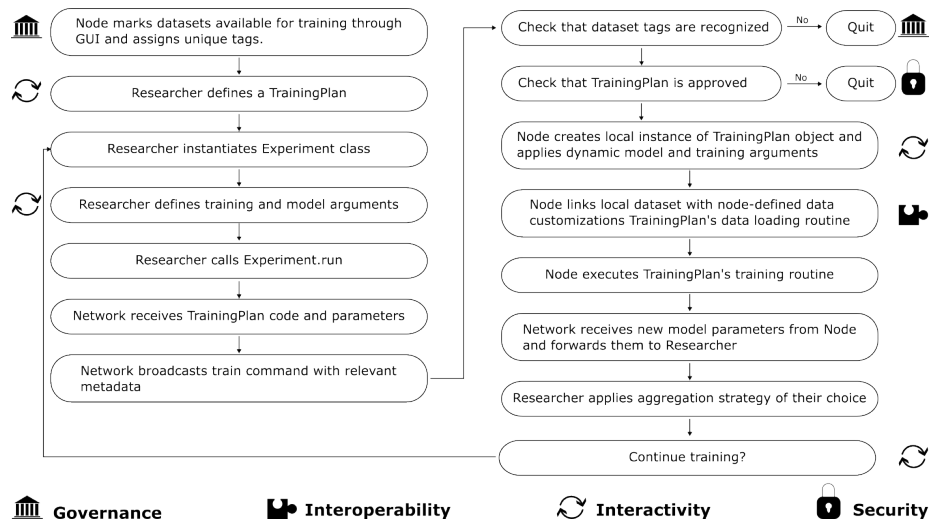 Node marks datasets available for training through
GUI and assigns unique tags.
Researcher defines a TrainingPlan
Researcher instantiates Experiment class
Researcher defines training and model arguments
Researcher calls Experiment.run
Network receives TrainingPlan code and parameters
Network broadcasts train command with relevant
metadata
Check that dataset tags are recognized
No
Quit
Check that TrainingPlan is approved
No
Quit
Node creates local instance of TrainingPlan object and
applies dynamic model and training arguments
Node links local dataset with node-defined data
customizations TrainingPlan's data loading routine
Node executes TrainingPlan's training routine
Network receives new model parameters from Node
and forwards them to Researcher
Researcher applies aggregation strategy of their choice
Continue training?
Governance
Interoperability
Interactivity
Security